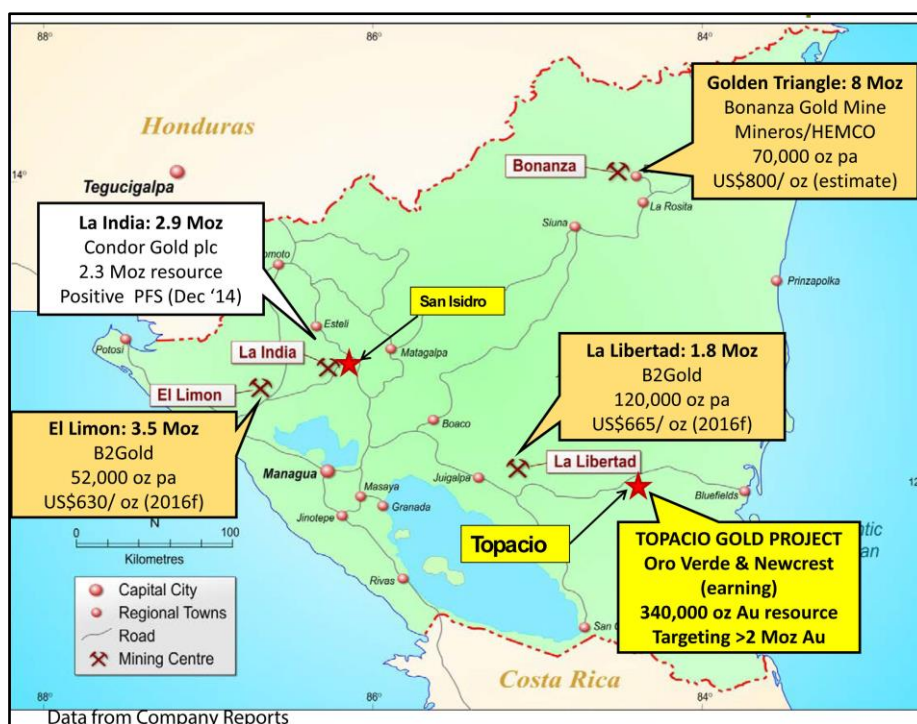 88°
86°
84°
Honduras
Golden Triangle: 8 Moz
Bonanza Gold Mine
Mineros/HEMCO
70,000 oz pa
US$800/ oz (estimate)
14°
Tegucigalpa
Bonanza
La Rosita
Siuna
La India: 2.9 Moz
Condor Gold plc
2.3 Moz resource
Positive PFS (Dec ‘14)
omoto
San Isidro
Prinzapolka
Esteli
Potosi
La India
Matagalpa
El Limon
La Libertad: 1.8 Moz
B2Gold
120,000 oz pa
US$665/ oz (2016f)
El Limon: 3.5 Moz
B2Gold
52,000 oz pa
US$630/ oz (2016f)
Boaco
Managua
La Libertad
Juigalpa
Masaya
Granada
Jinotepe
Bluefields
12
N
0
100
Kilometres
Topacio
TOPACIO GOLD PROJECT
Oro Verde & Newcrest
(earning)
340,000 oz Au resource
Targeting >2 Moz Au
ntic
an
Rivas
San C
Capital City
Regional Towns
Road
Mining Centre
Costa Rica
88°
86°
84°
Data from Company Reports